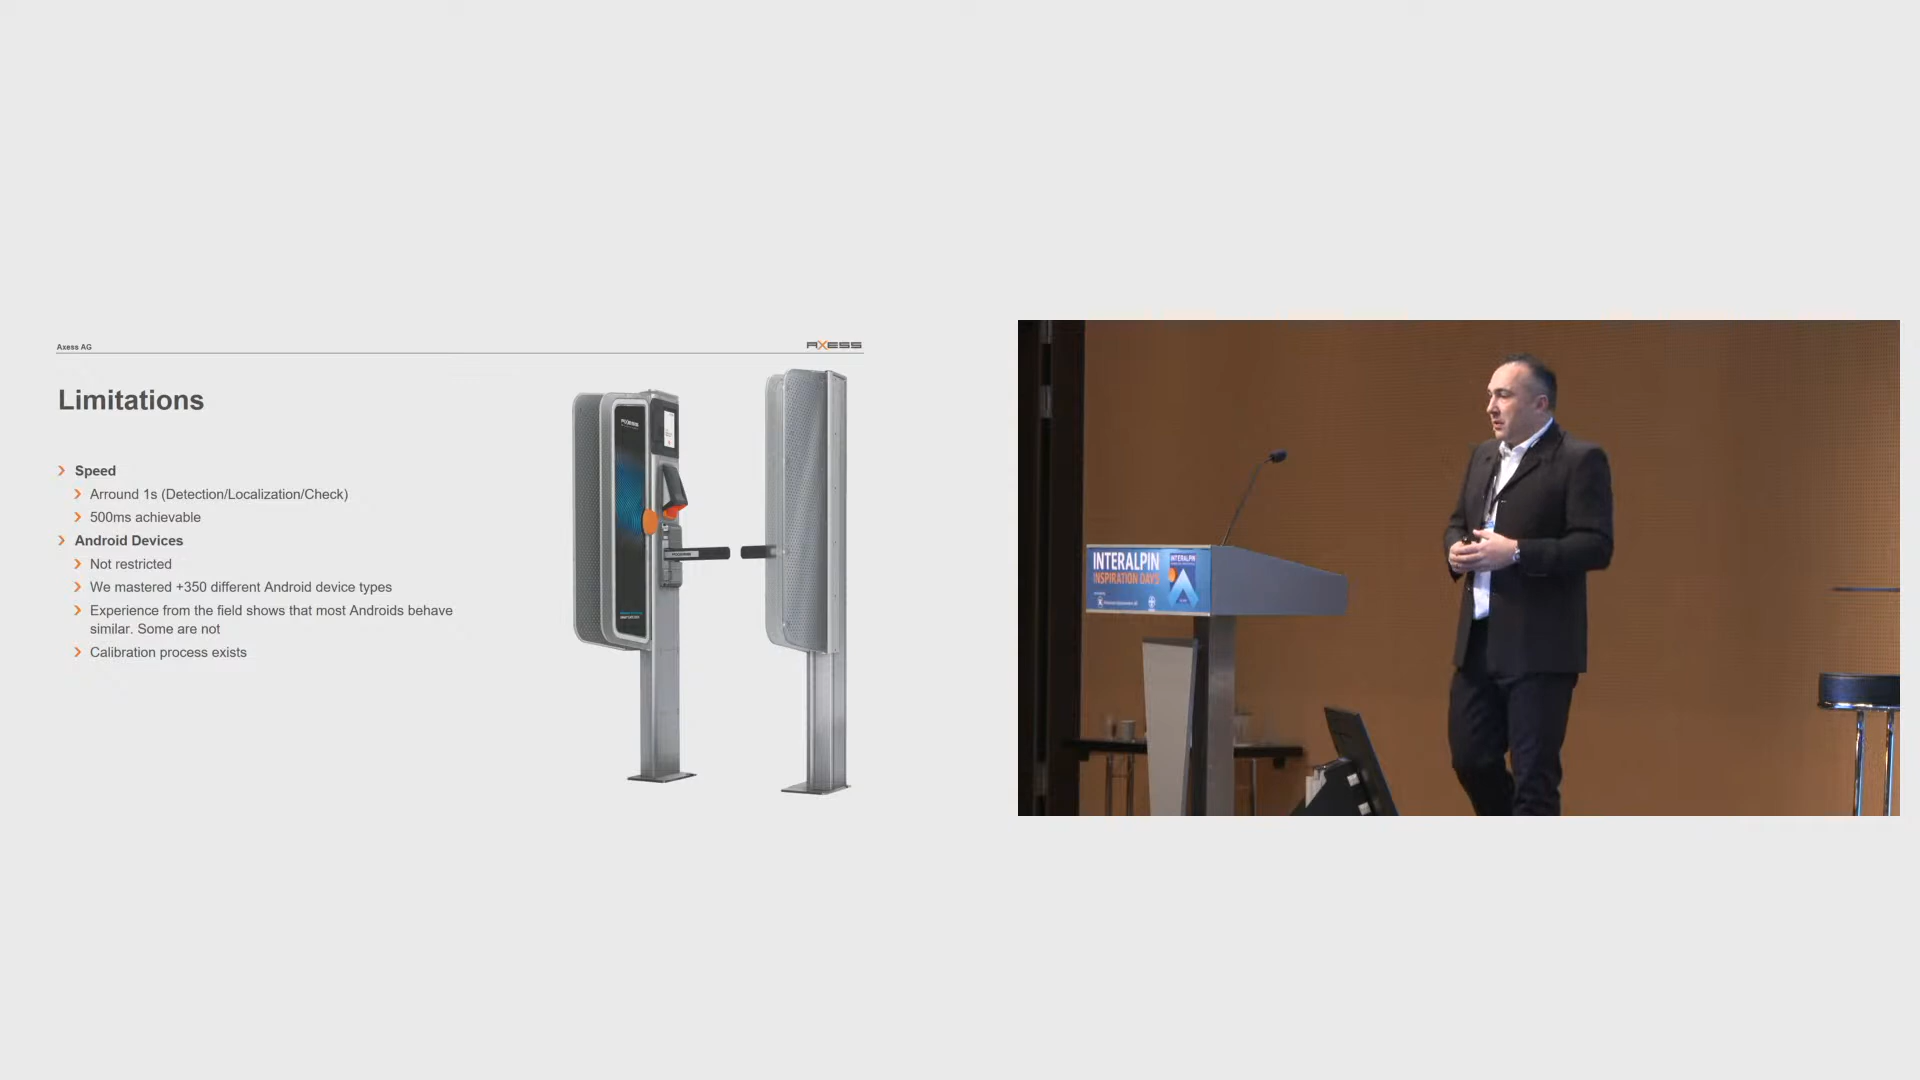 Axess AG
AXESS
Limitations
Speed
Arround 1s (Detection/Localization/Check)
500ms achievable
Android Devices
Not restricted
We mastered +350 different Android device types
Experience from the field shows that most Androids behave
similar. Some are not
Calibration process exists
AXESS
INTERALPIN
INSPIRATION DAYS
INTERALPIN